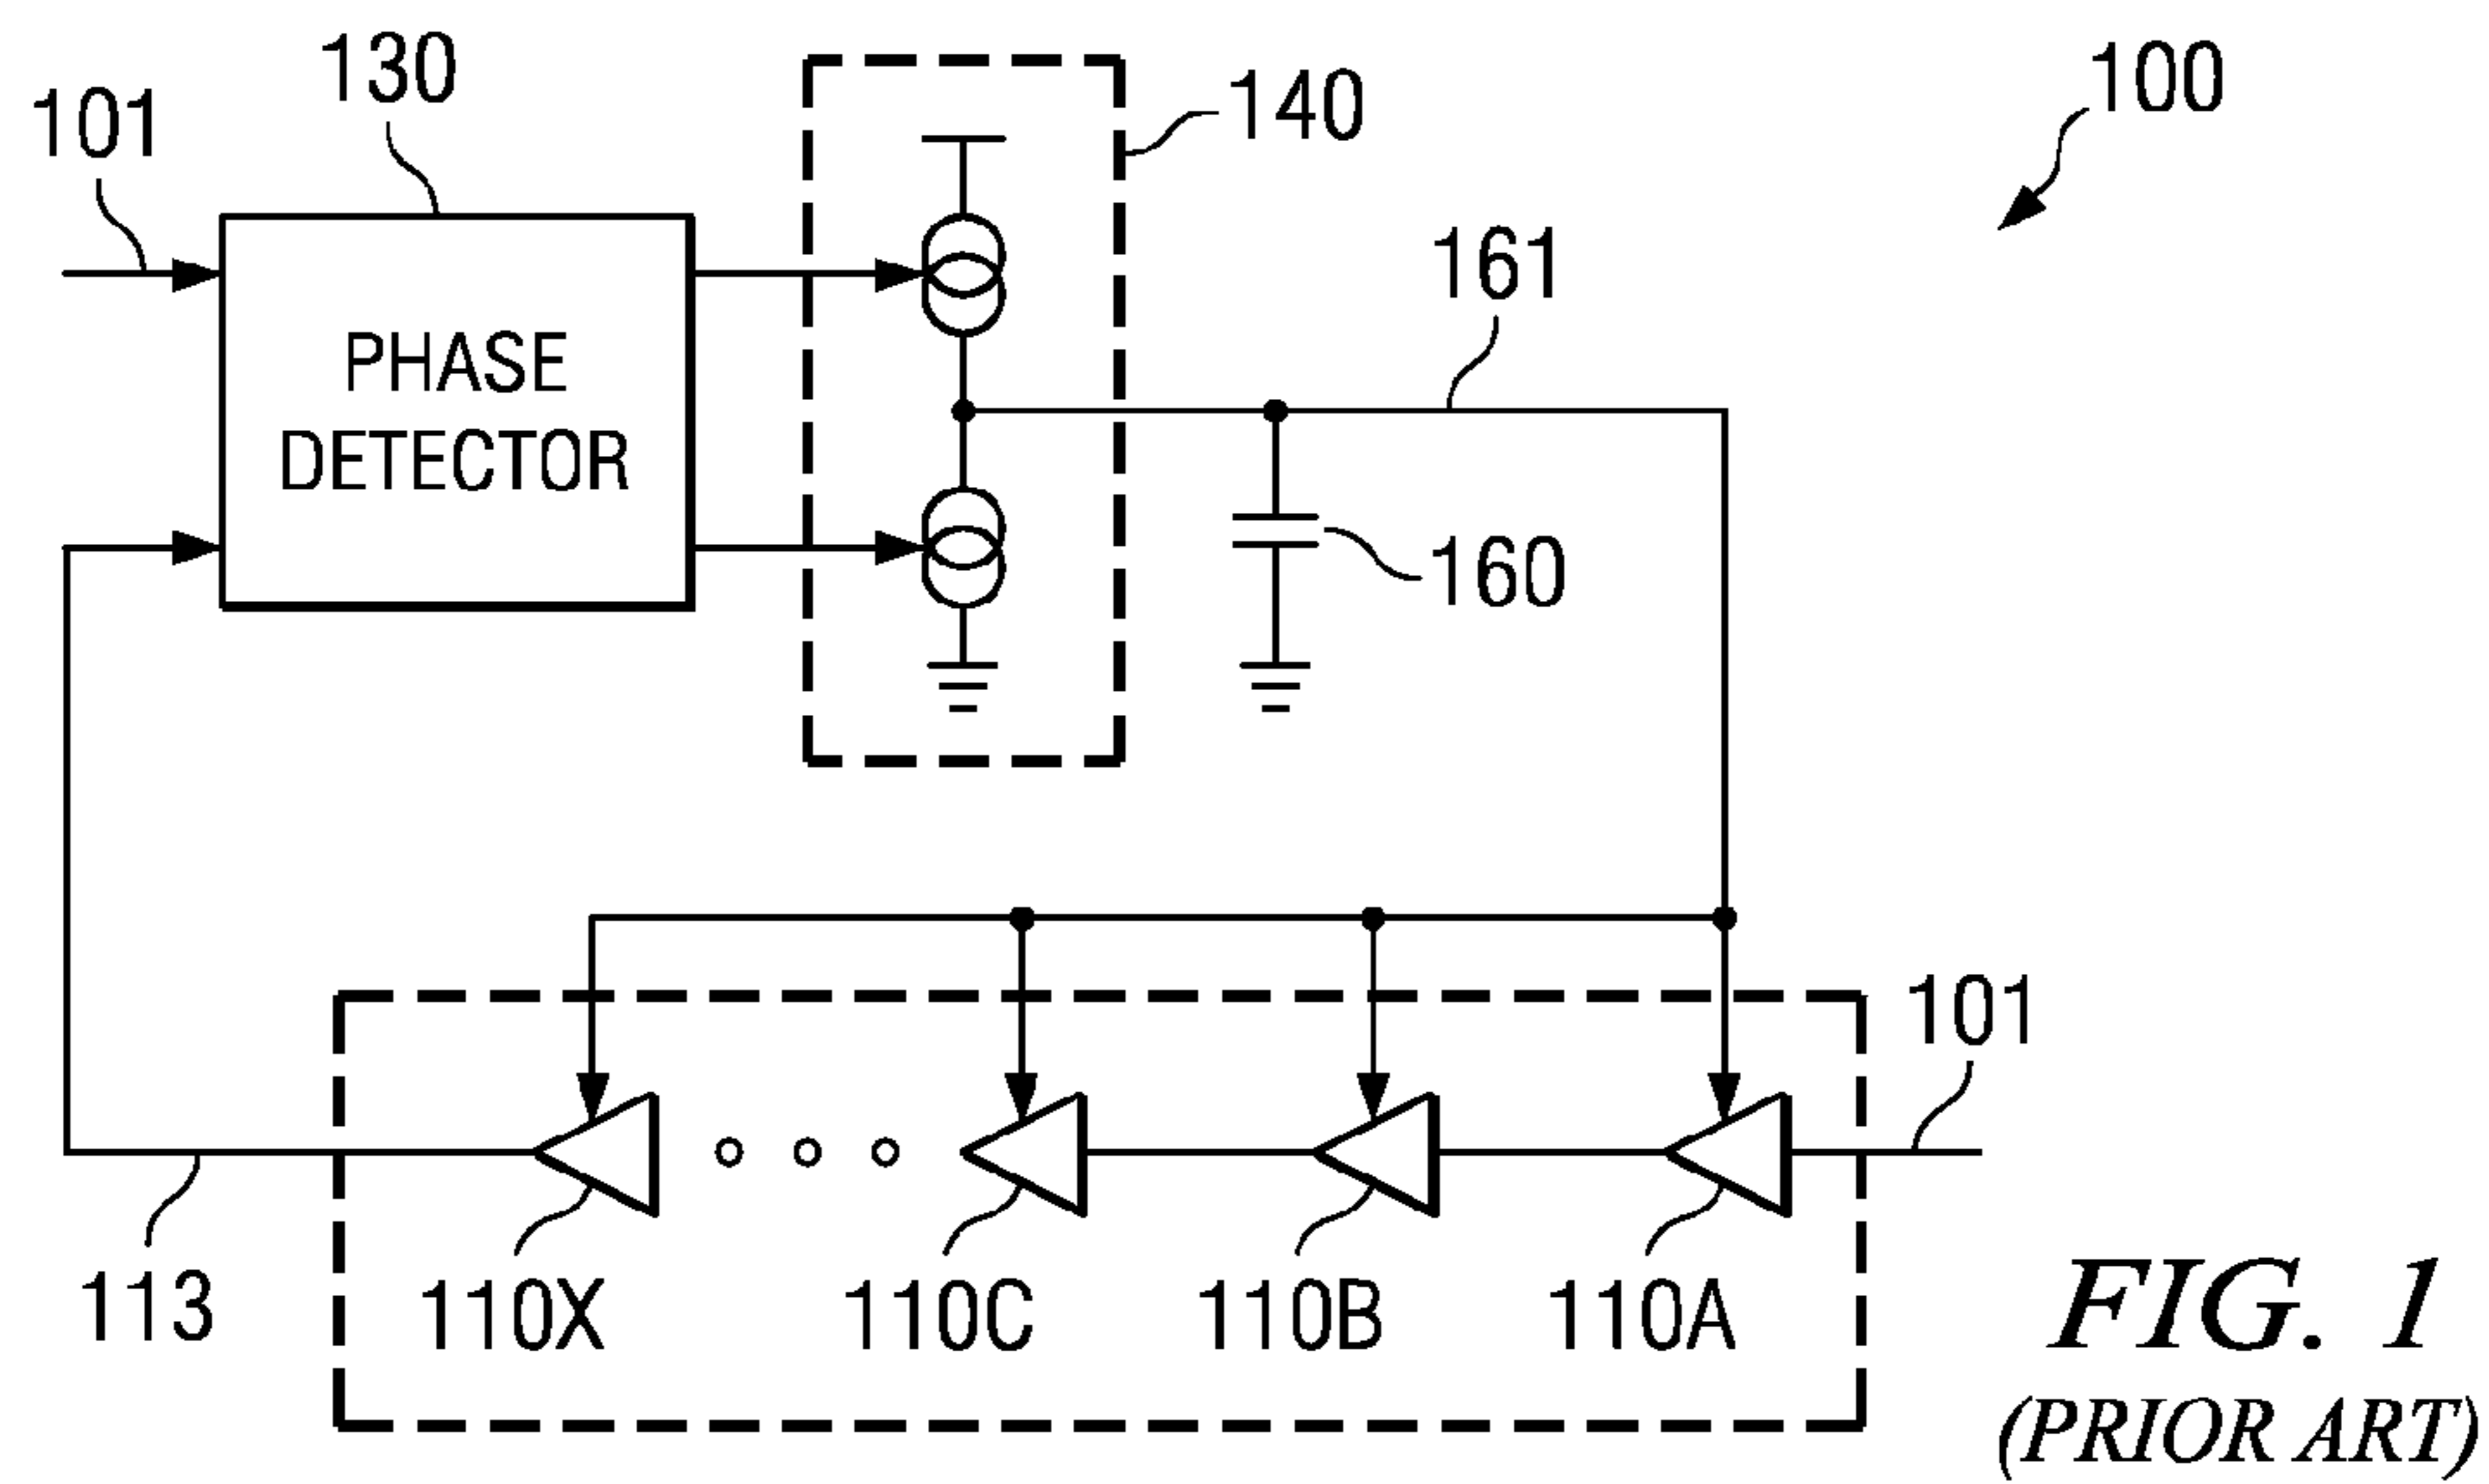 130
101
140
100
161
PHASE
DETECTOR
160
101
113
110X
110C
110B
110A
FIG. 1
(PRIOR ART)